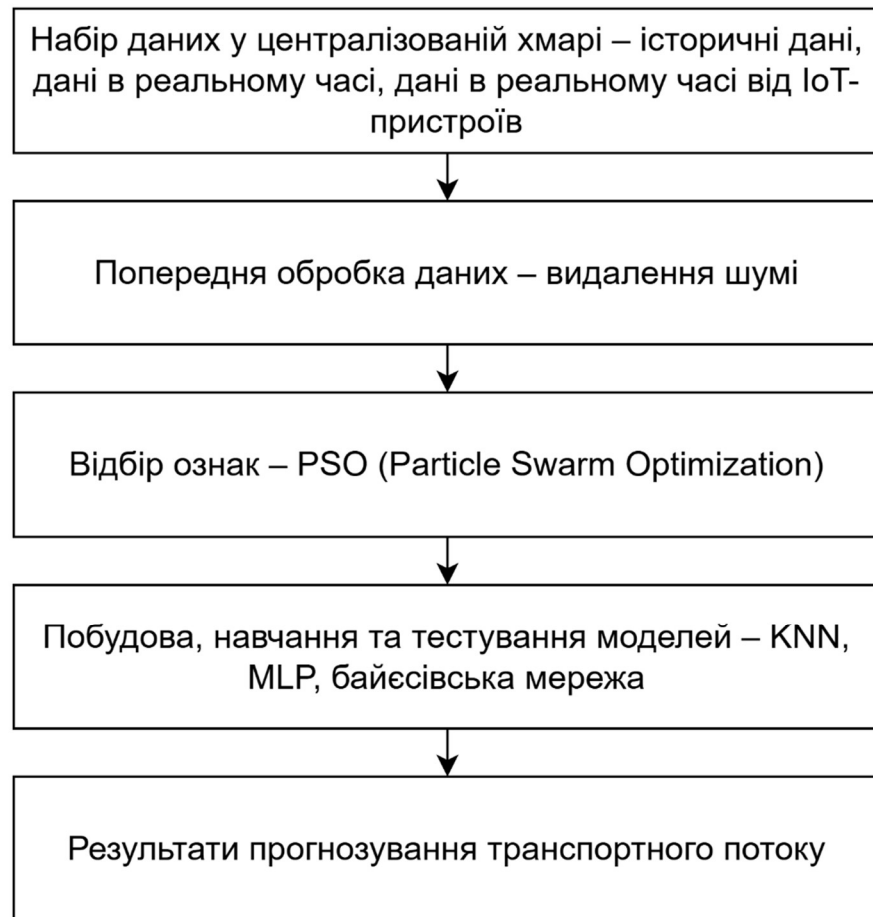 Набір даних у централізованій хмарі – історичні дані,
дані в реальному часі, дані в реальному часі від IoT-
пристроїв
Попередня обробка даних – видалення шумі
Відбір ознак – PSO (Particle Swarm Optimization)
Побудова, навчання та тестування моделей – KNN,
MLP, байєсівська мережа
Результати прогнозування транспортного потоку